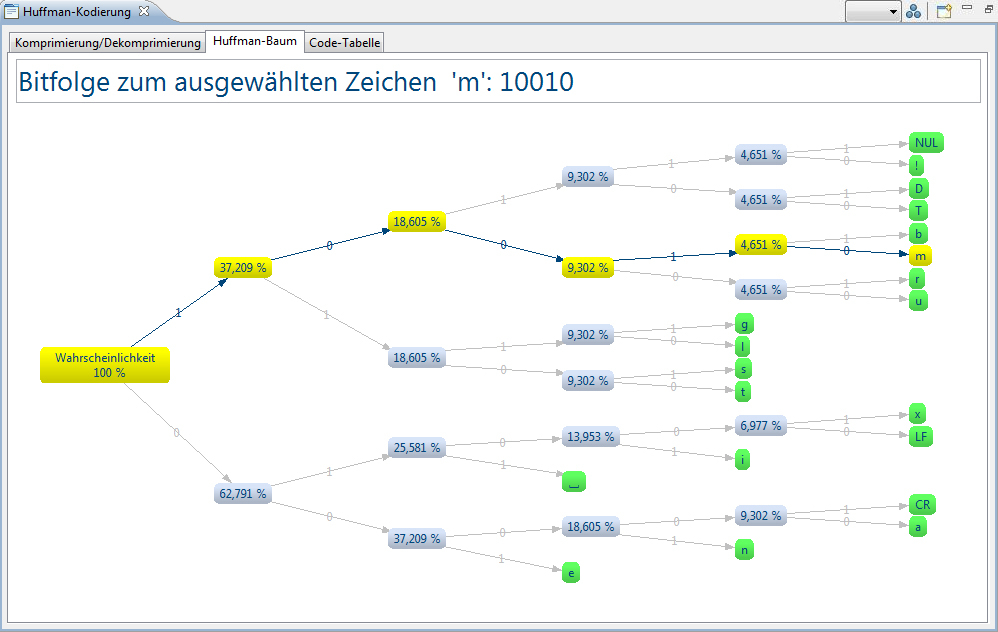 Huffman-Kodierung
Komprimierung/Dekomprimierung Huffman-Baum Code-Tabelle
Bitfolge zum ausgewählten Zeichen 'm': 10010
NUL
1
4,651 %
0
!
1
9,302 %
D
1
0
4,651 %
0
T
1
18,605 %
b
1
0
4,651 %
0
m
0
1
37,209 %
9,302 %
r
1
0
4,651 %
0
u
1
1
g
1
9,302 %
0
l
1
18,605 %
Wahrscheinlichkeit
100 %
0
s
1
9,302 %
0
t
x
1
6,977 %
0
LF
0
0
13,953 %
0
25,581 %
1
i
1
1
␣
62,791 %
CR
1
9,302 %
0
a
0
0
18,605 %
0
37,209 %
1
n
1
e